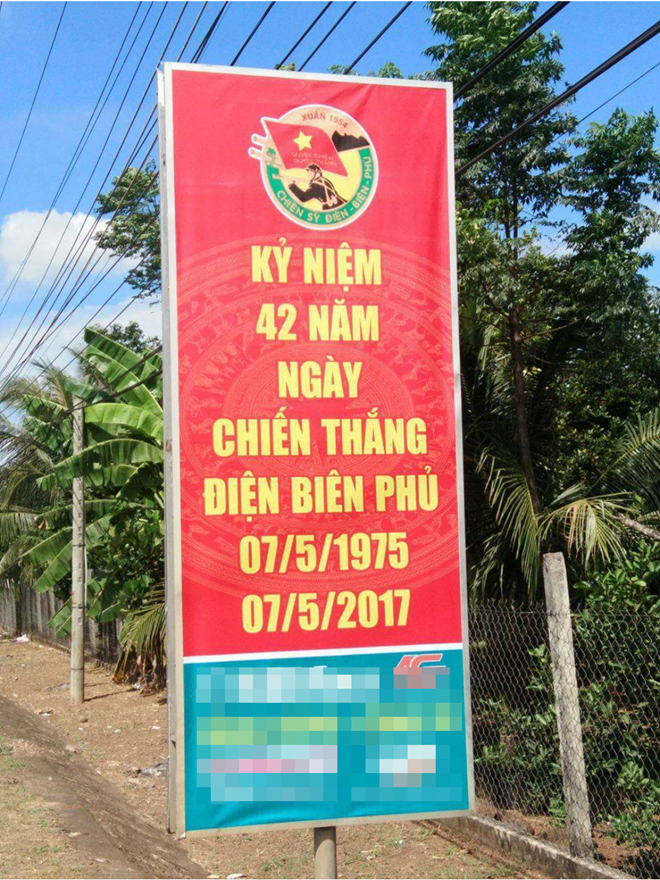 XUÂN 1954
CHIẾN SỸ ĐIỆN-BIÊN-PHỦ
KỶ NIỆM
42 NĂM
NGÀY
CHIẾN THẮNG
ĐIỆN BIÊN PHỦ
07/5/1975
07/5/2017